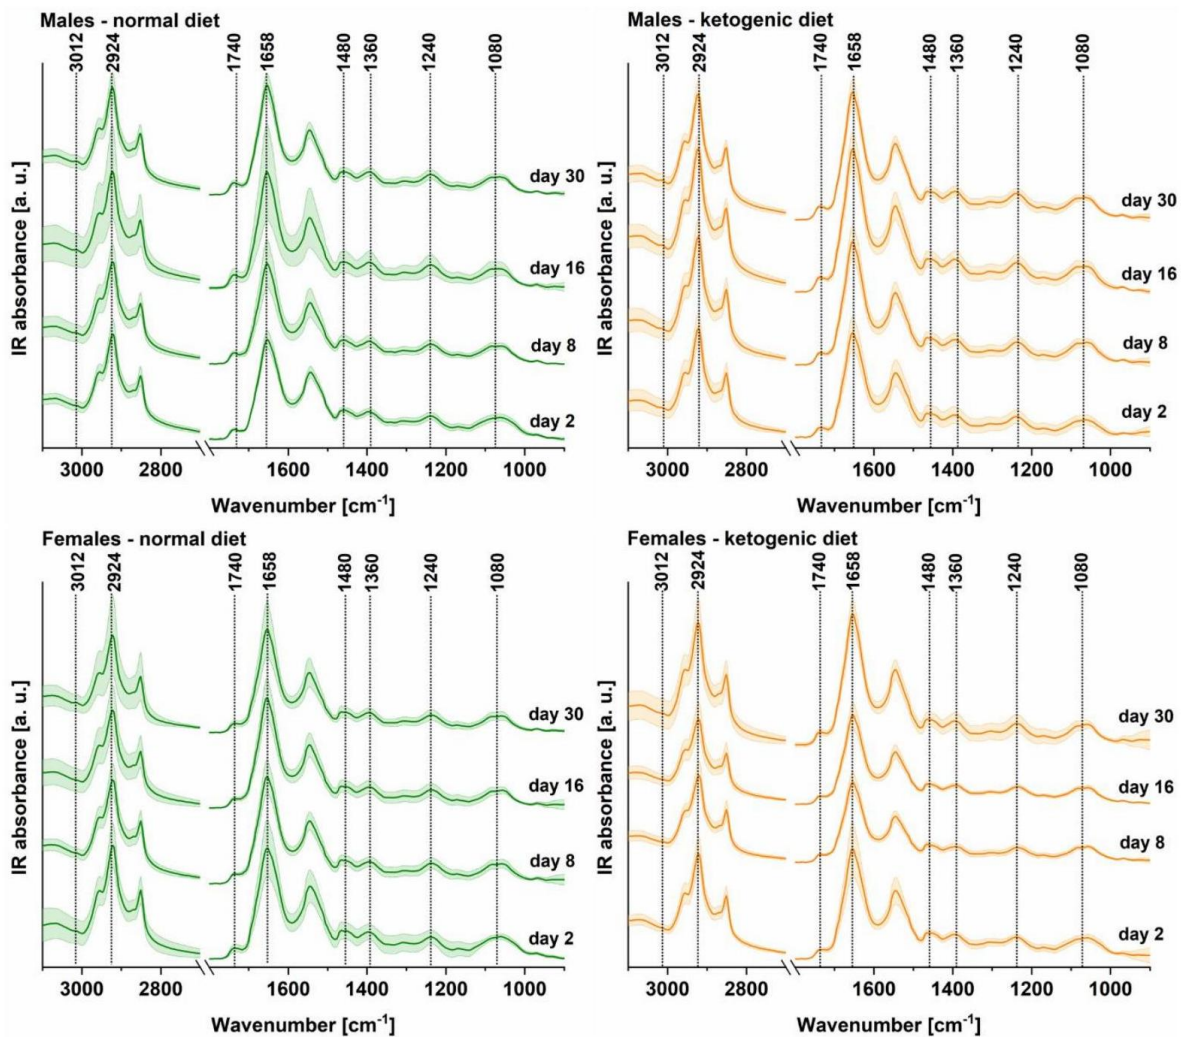 Males - normal diet
3012 2924 1740 1658 1480 1360 1240 1080
IR absorbance [a. u.]
day 30
day 16
day 8
day 2
3000 2800 1600 1400 1200 1000
Wavenumber [cm-1]
Males - ketogenic diet
3012 2924 1740 1658 1480 1360 1240 1080
IR absorbance [a. u.]
day 30
day 16
day 8
day 2
3000 2800 1600 1400 1200 1000
Wavenumber [cm-1]
Females - normal diet
3012 2924 1740 1658 1480 1360 1240 1080
IR absorbance [a. u.]
day 30
day 16
day 8
day 2
3000 2800 1600 1400 1200 1000
Wavenumber [cm-1]
Females - ketogenic diet
3012 2924 1740 1658 1480 1360 1240 1080
IR absorbance [a. u.]
day 30
day 16
day 8
day 2
3000 2800 1600 1400 1200 1000
Wavenumber [cm-1]